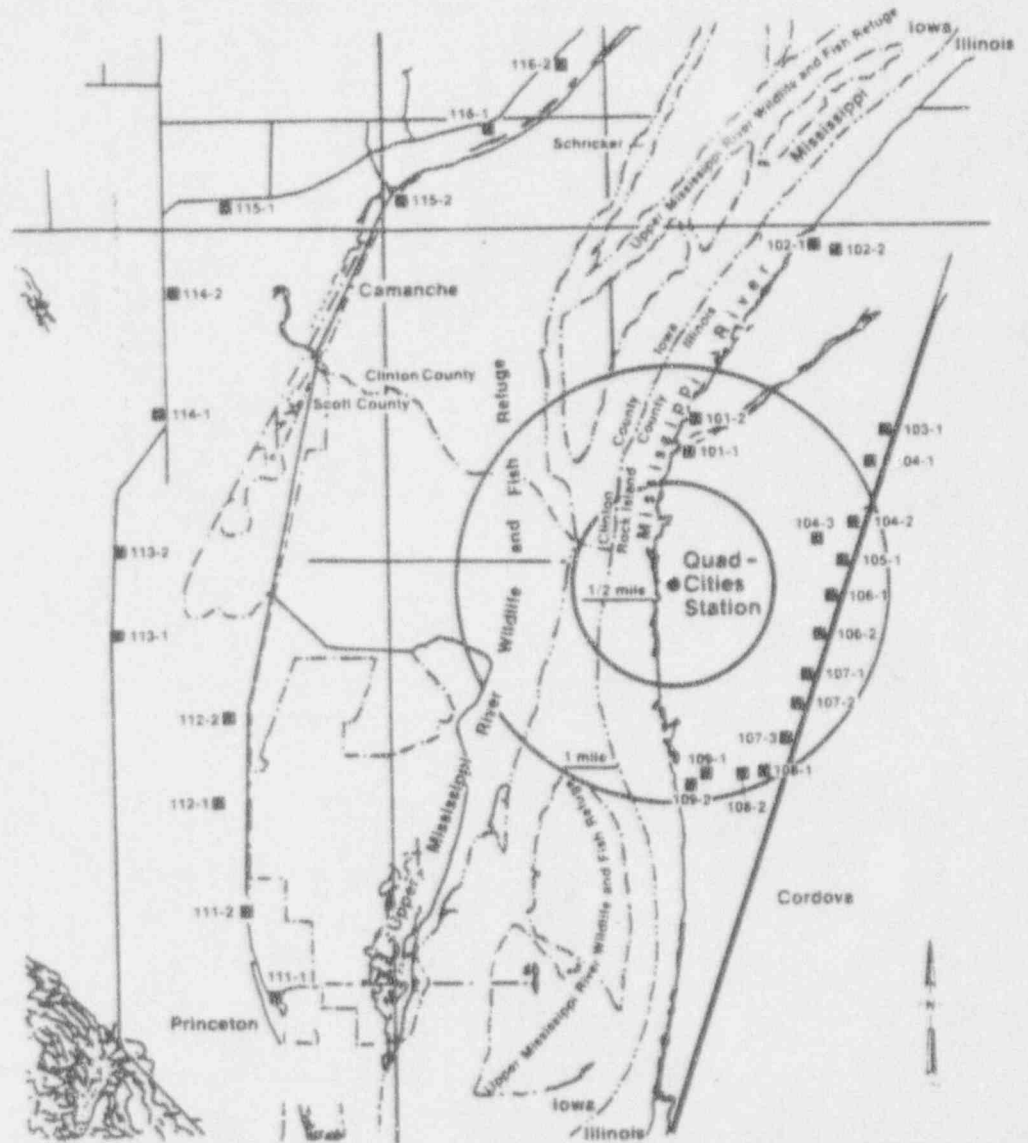 Iowa
Illinois
116-2
116-1
Schricker
Upper Mississippi River Wildlife and Fish Refuge
Mississippi
115-1
115-2
102-1
102-2
114-2
Camanche
River
Iowa
Illinois
Clinton County
Scott County
Refuge
County
County
101-2
114-1
101-1
103-1
104-1
Mississippi
Clinton
Rock Island
and Fish
104-3
104-2
113-2
105-1
Quad-
Cities
Station
1/2 mile
106-1
Wildlife
113-1
106-2
107-1
River
107-2
112-2
107-3
1 mile
109-1
108-1
109-2
108-2
112-1
Mississippi
Upper
Upper Mississippi River Wildlife and Fish Refuge
Cordova
111-2
111-1
N
Princeton
Iowa
Illinois